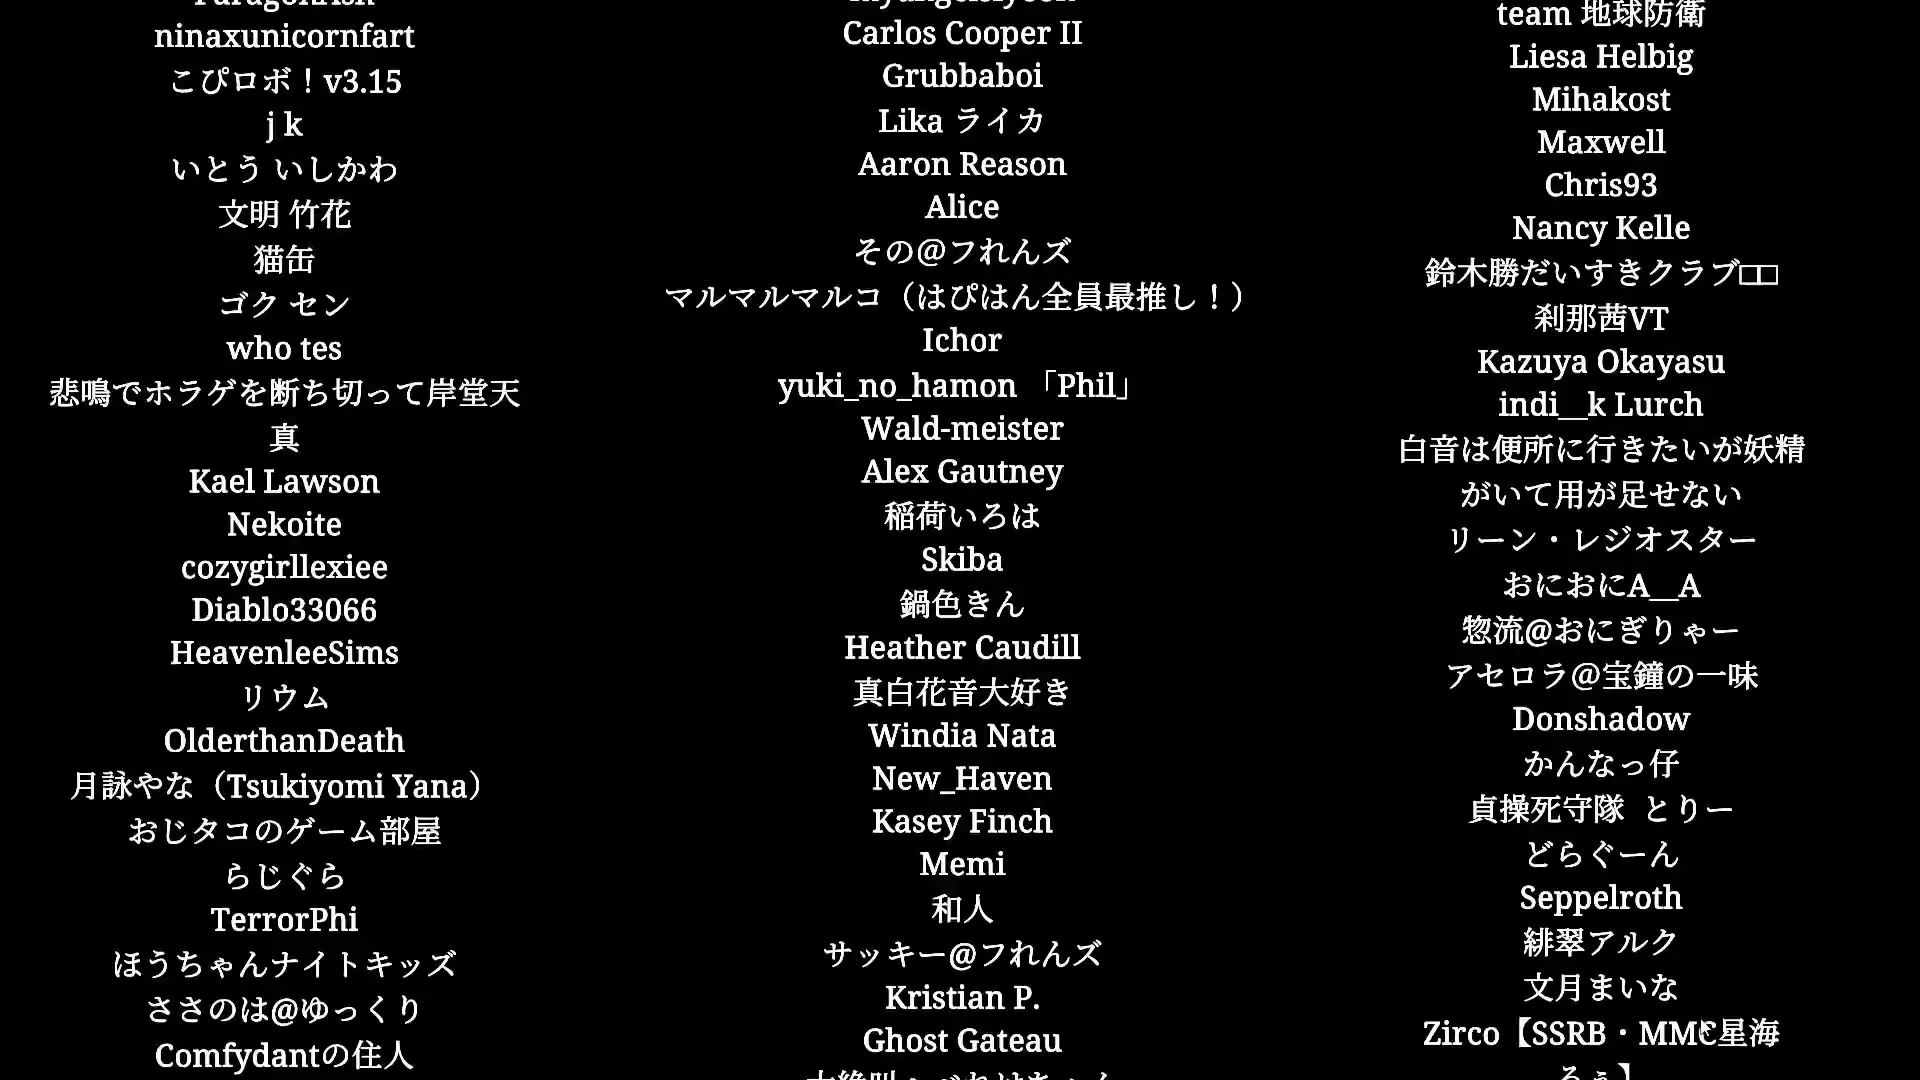 ninaxunicornfart
こぴロボ！v3.15
j k
いとう いしかわ
文明 竹花
猫缶
ゴク セン
who tes
悲鳴でホラゲを断ち切って岸堂天
真
Kael Lawson
Nekoite
cozygirllexiee
Diablo33066
HeavenleeSims
リウム
OlderthanDeath
月詠やな（Tsukiyomi Yana）
おじタコのゲーム部屋
らじぐら
TerrorPhi
ほうちゃんナイトキッズ
ささのは@ゆっくり
Comfydantの住人
Carlos Cooper II
Grubbaboi
Lika ライカ
Aaron Reason
Alice
その@フれんズ
マルマルマルコ（はぴはん全員最推し！）
Ichor
yuki_no_hamon 「Phil」
Wald-meister
Alex Gautney
稲荷いろは
Skiba
鍋色きん
Heather Caudill
真白花音大好き
Windia Nata
New_Haven
Kasey Finch
Memi
和人
サッキー@フれんズ
Kristian P.
Ghost Gateau
team 地球防衛
Liesa Helbig
Mihakost
Maxwell
Chris93
Nancy Kelle
鈴木勝だいすきクラブ□□
刹那茜VT
Kazuya Okayasu
indi__k Lurch
白音は便所に行きたいが妖精
がいて用が足せない
リーン・レジオスター
おにおにA__A
惣流@おにぎりゃー
アセロラ@宝鐘の一味
Donshadow
かんなっ仔
貞操死守隊 とりー
どらぐーん
Seppelroth
緋翠アルク
文月まいな
Zirco【SSRB・MMC星海
るぅ】